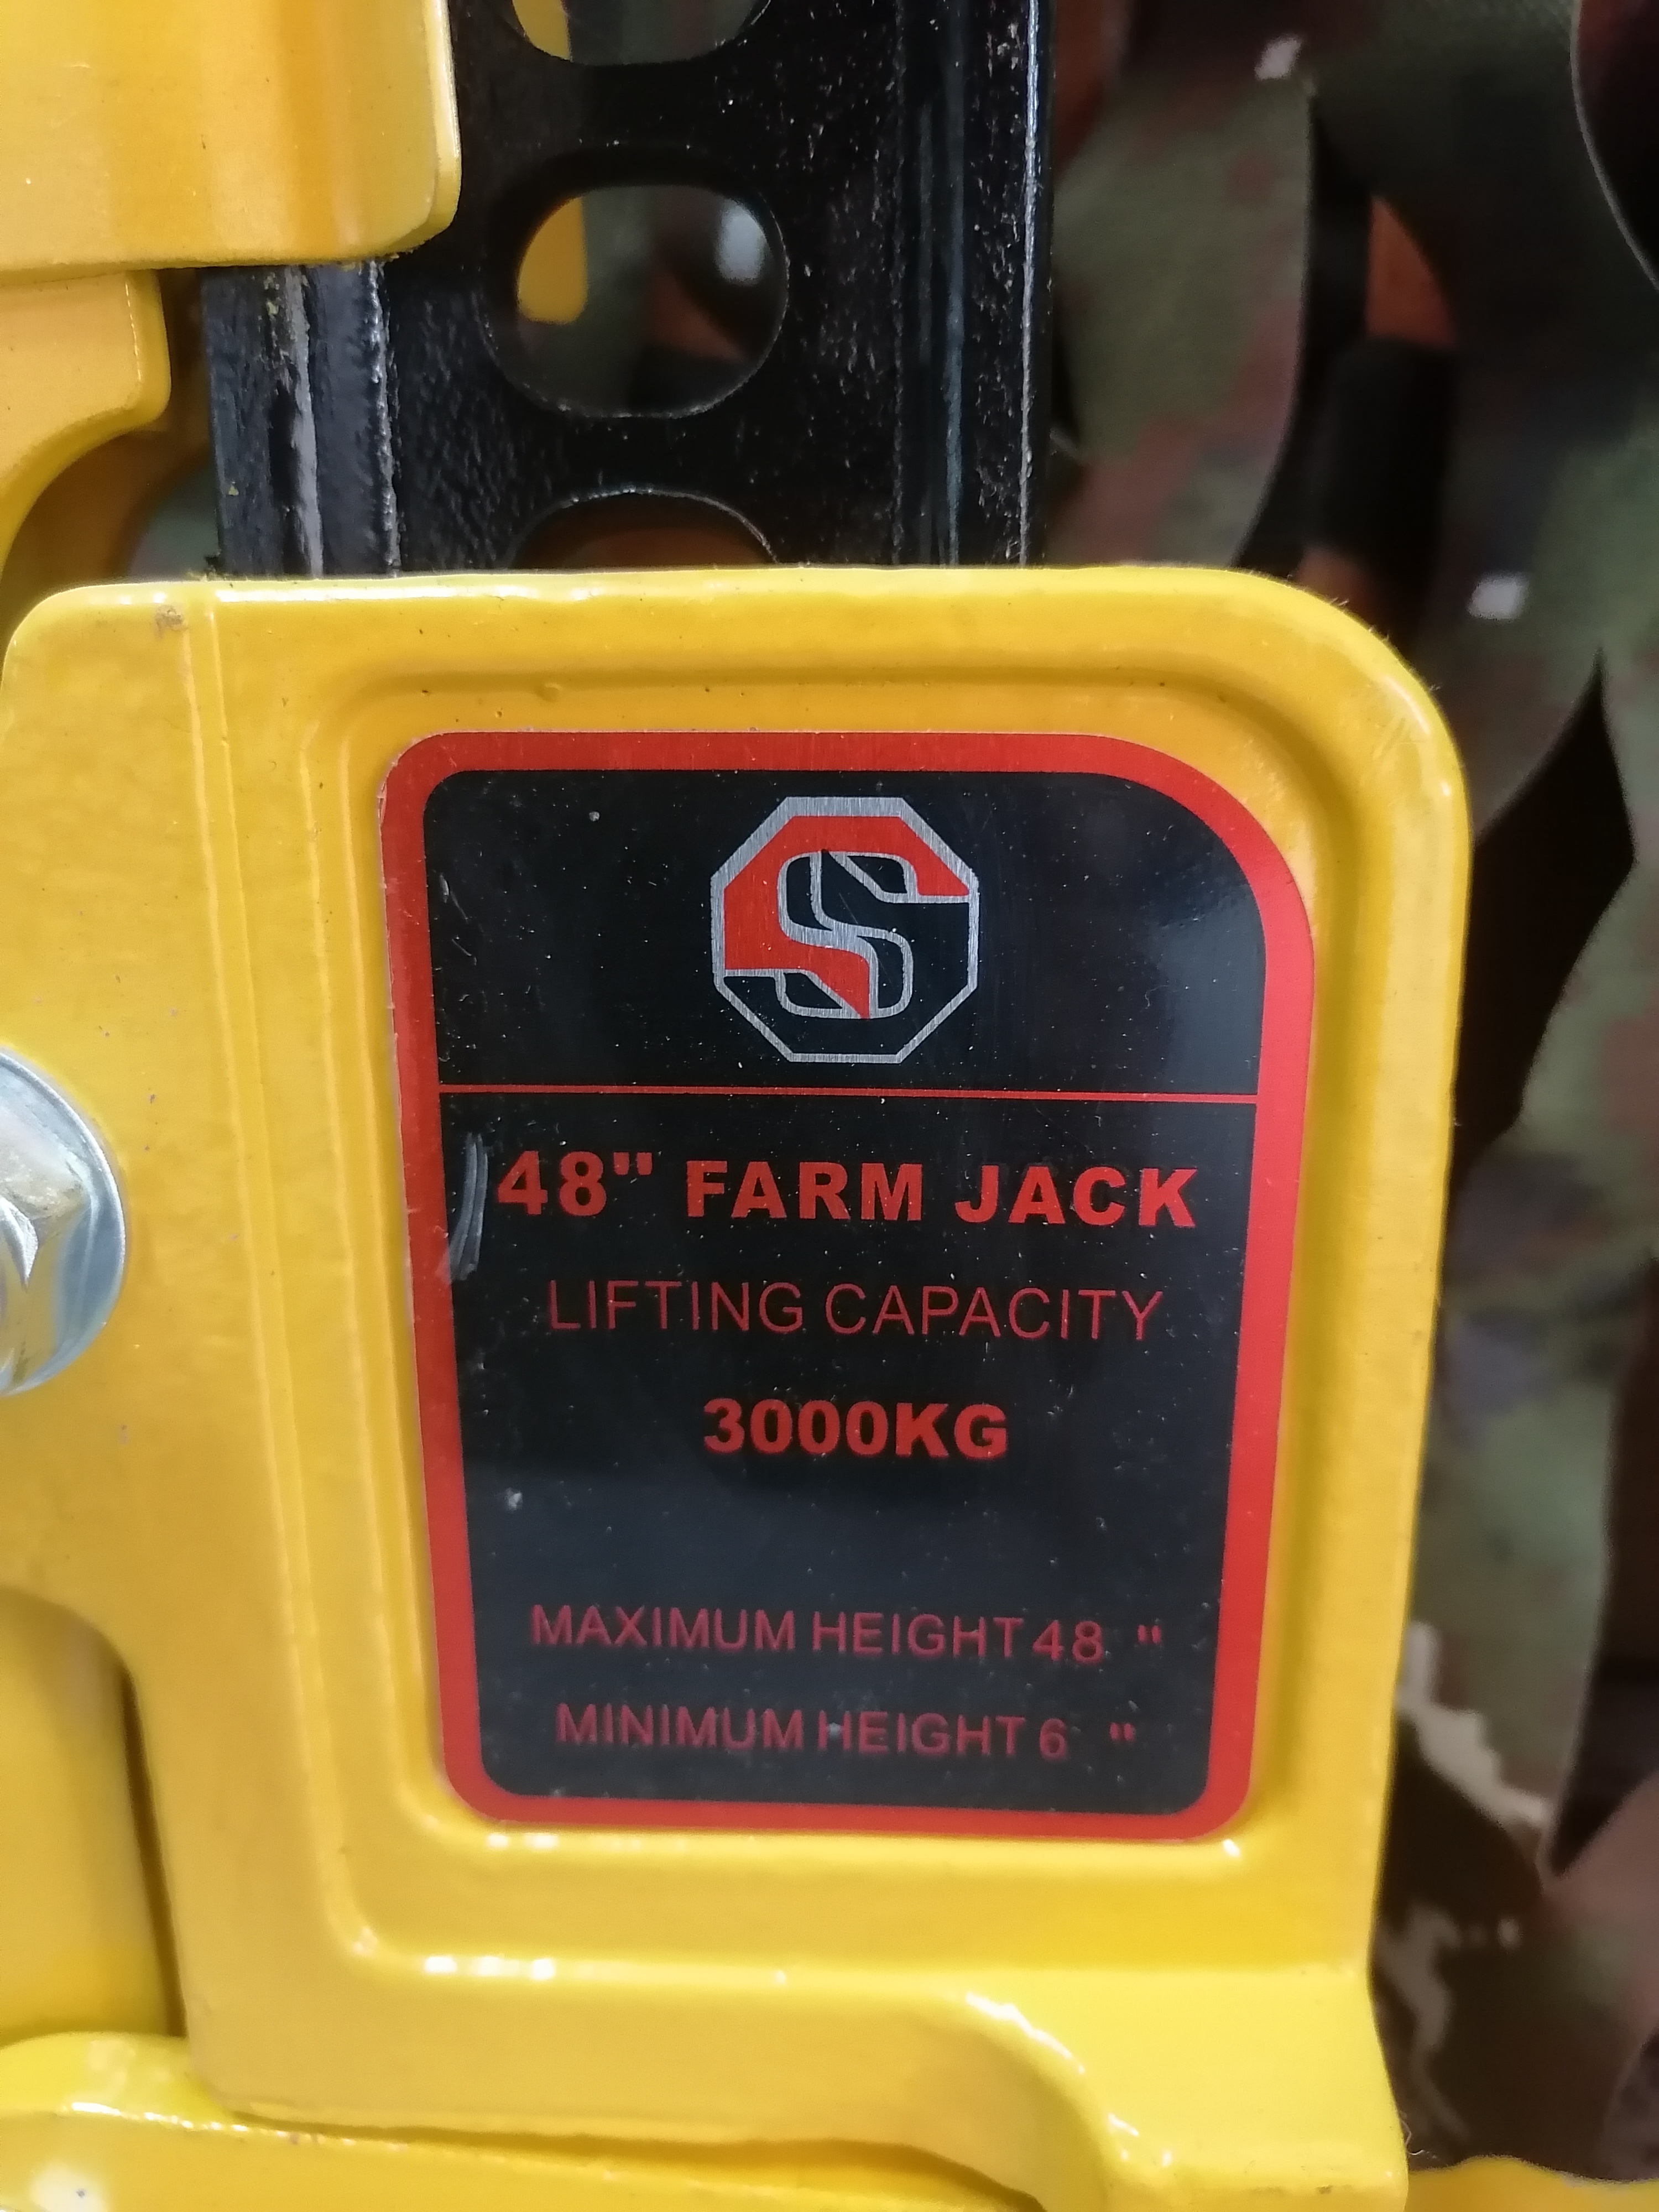 S
48" FARM JACK
LIFTING CAPACITY
3000KG
MAXIMUM HEIGHT 48 "
MINIMUM HEIGHT 6 "